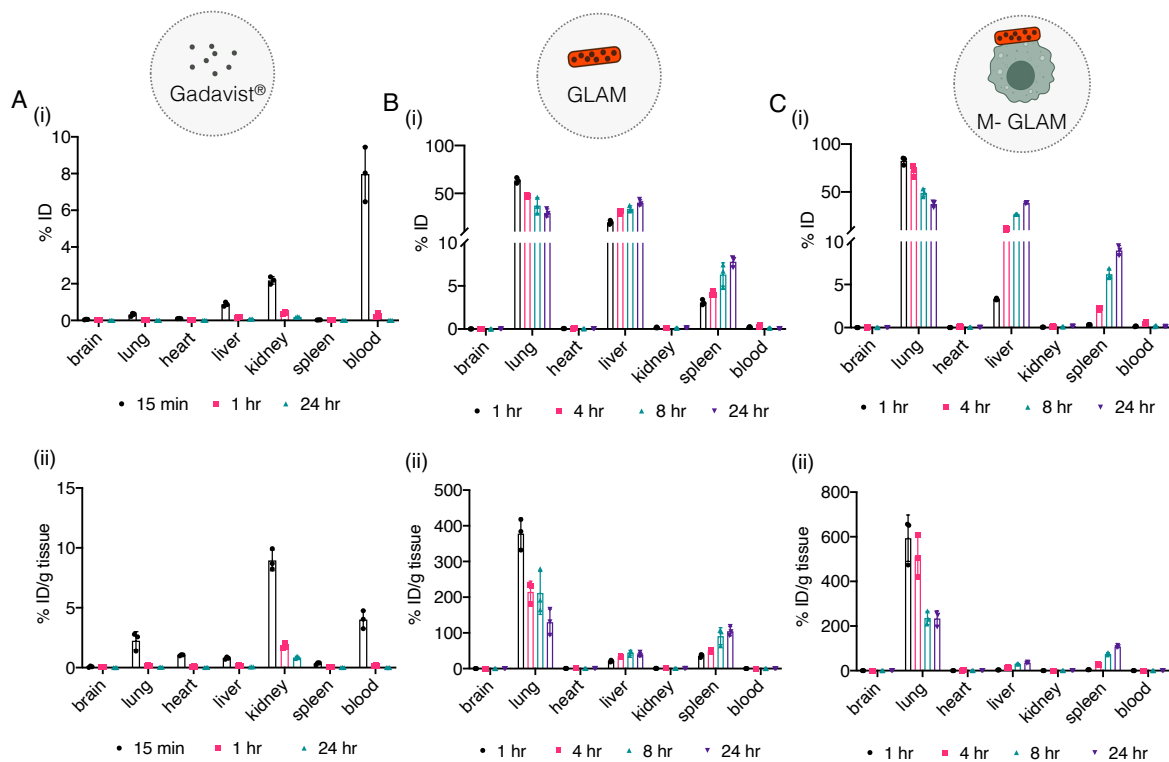 A
(i)
Gadavist®
% ID
10
8
6
4
2
0
brain
lung
heart
liver
kidney
spleen
blood
15 min
1 hr
24 hr
(ii)
% ID/g tissue
15
10
5
0
brain
lung
heart
liver
kidney
spleen
blood
15 min
1 hr
24 hr
B
(i)
GLAM
% ID
100
50
10
5
0
brain
lung
heart
liver
kidney
spleen
blood
1 hr
4 hr
8 hr
24 hr
(ii)
% ID/g tissue
500
400
300
200
100
0
brain
lung
heart
liver
kidney
spleen
blood
1 hr
4 hr
8 hr
24 hr
C
(i)
M- GLAM
% ID
100
50
10
5
0
brain
lung
heart
liver
kidney
spleen
blood
1 hr
4 hr
8 hr
24 hr
(ii)
% ID/g tissue
800
600
400
200
0
brain
lung
heart
liver
kidney
spleen
blood
1 hr
4 hr
8 hr
24 hr